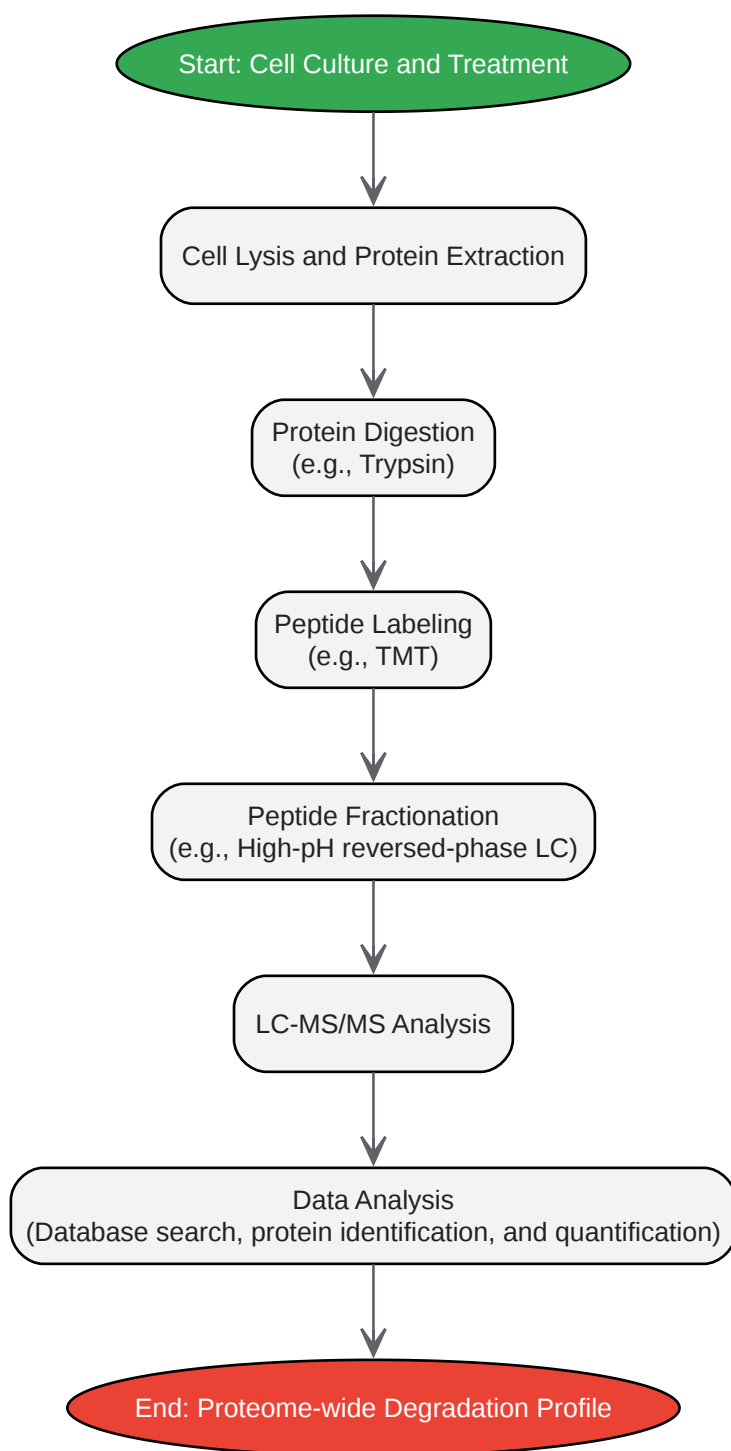 Start: Cell Culture and Treatment
Cell Lysis and Protein Extraction
Protein Digestion
(e.g., Trypsin)
Peptide Labeling
(e.g., TMT)
Peptide Fractionation
(e.g., High-pH reversed-phase LC)
LC-MS/MS Analysis
Data Analysis
(Database search, protein identification, and quantification)
End: Proteome-wide Degradation Profile